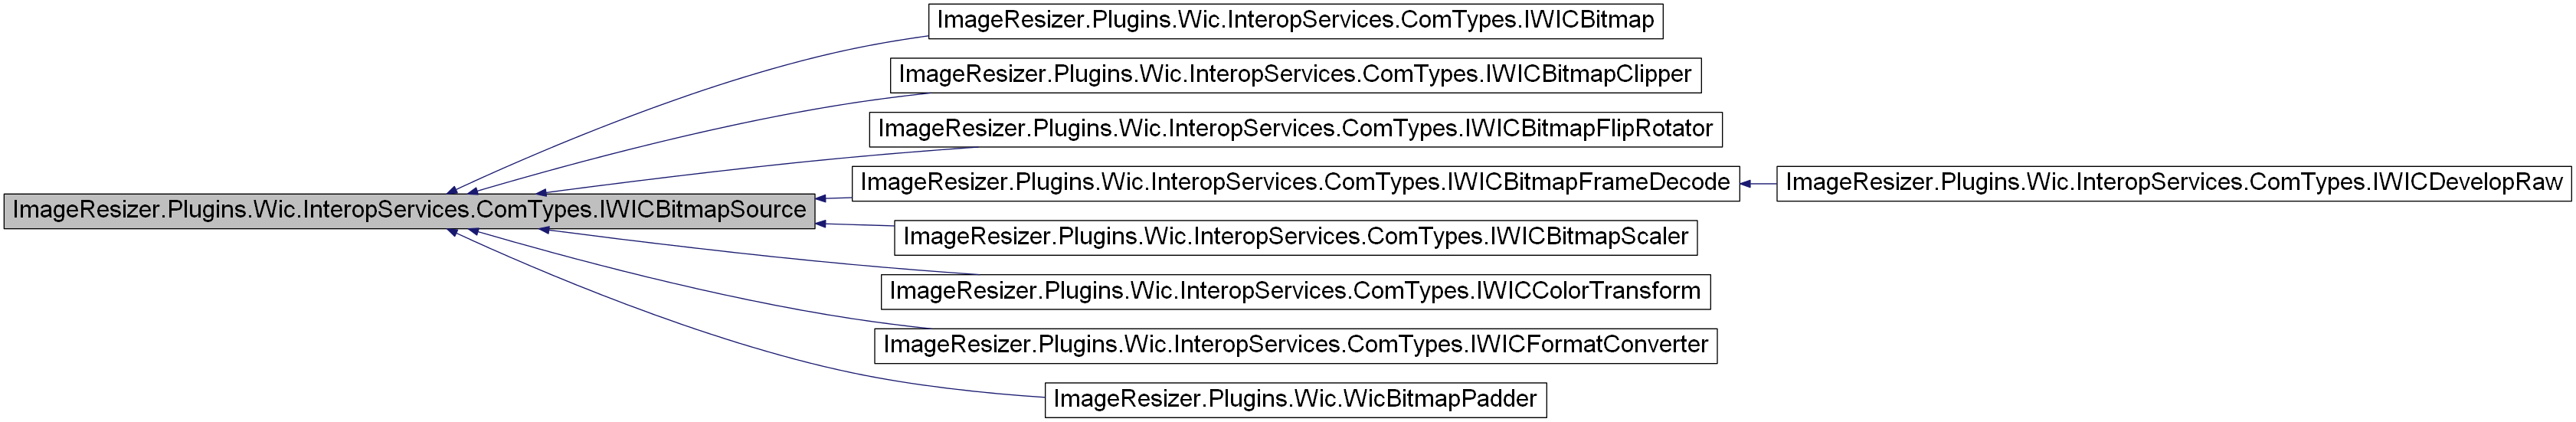 ImageResizer.Plugins.Wic.InteropServices.ComTypes.IWICBitmap
ImageResizer.Plugins.Wic.InteropServices.ComTypes.IWICBitmapClipper
ImageResizer.Plugins.Wic.InteropServices.ComTypes.IWICBitmapFlipRotator
ImageResizer.Plugins.Wic.InteropServices.ComTypes.IWICBitmapFrameDecode
ImageResizer.Plugins.Wic.InteropServices.ComTypes.IWICDevelopRaw
ImageResizer.Plugins.Wic.InteropServices.ComTypes.IWICBitmapSource
ImageResizer.Plugins.Wic.InteropServices.ComTypes.IWICBitmapScaler
ImageResizer.Plugins.Wic.InteropServices.ComTypes.IWICColorTransform
ImageResizer.Plugins.Wic.InteropServices.ComTypes.IWICFormatConverter
ImageResizer.Plugins.Wic.WicBitmapPadder